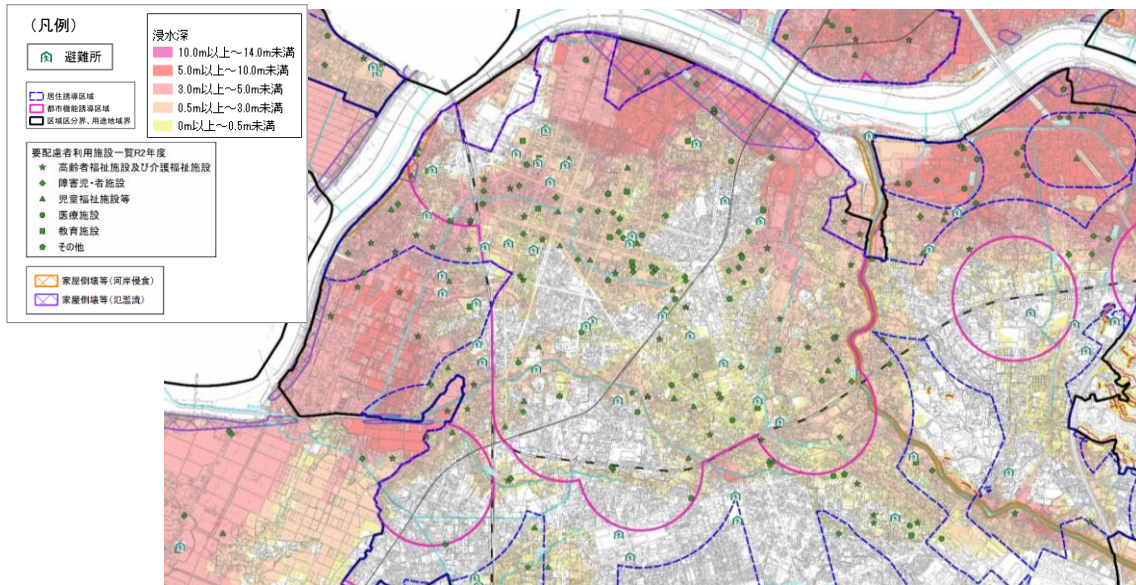 (凡例)
避難所
居住誘導区域
都市機能誘導区域
区域区分界、用途地域界
浸水深
10.0m以上～14.0m未満
5.0m以上～10.0m未満
3.0m以上～5.0m未満
0.5m以上～3.0m未満
0m以上～0.5m未満
要配慮者利用施設一覧R2年度
高齢者福祉施設及び介護福祉施設
障害児・者施設
児童福祉施設等
医療施設
教育施設
その他
家屋倒壊等(河岸侵食)
家屋倒壊等(氾濫流)